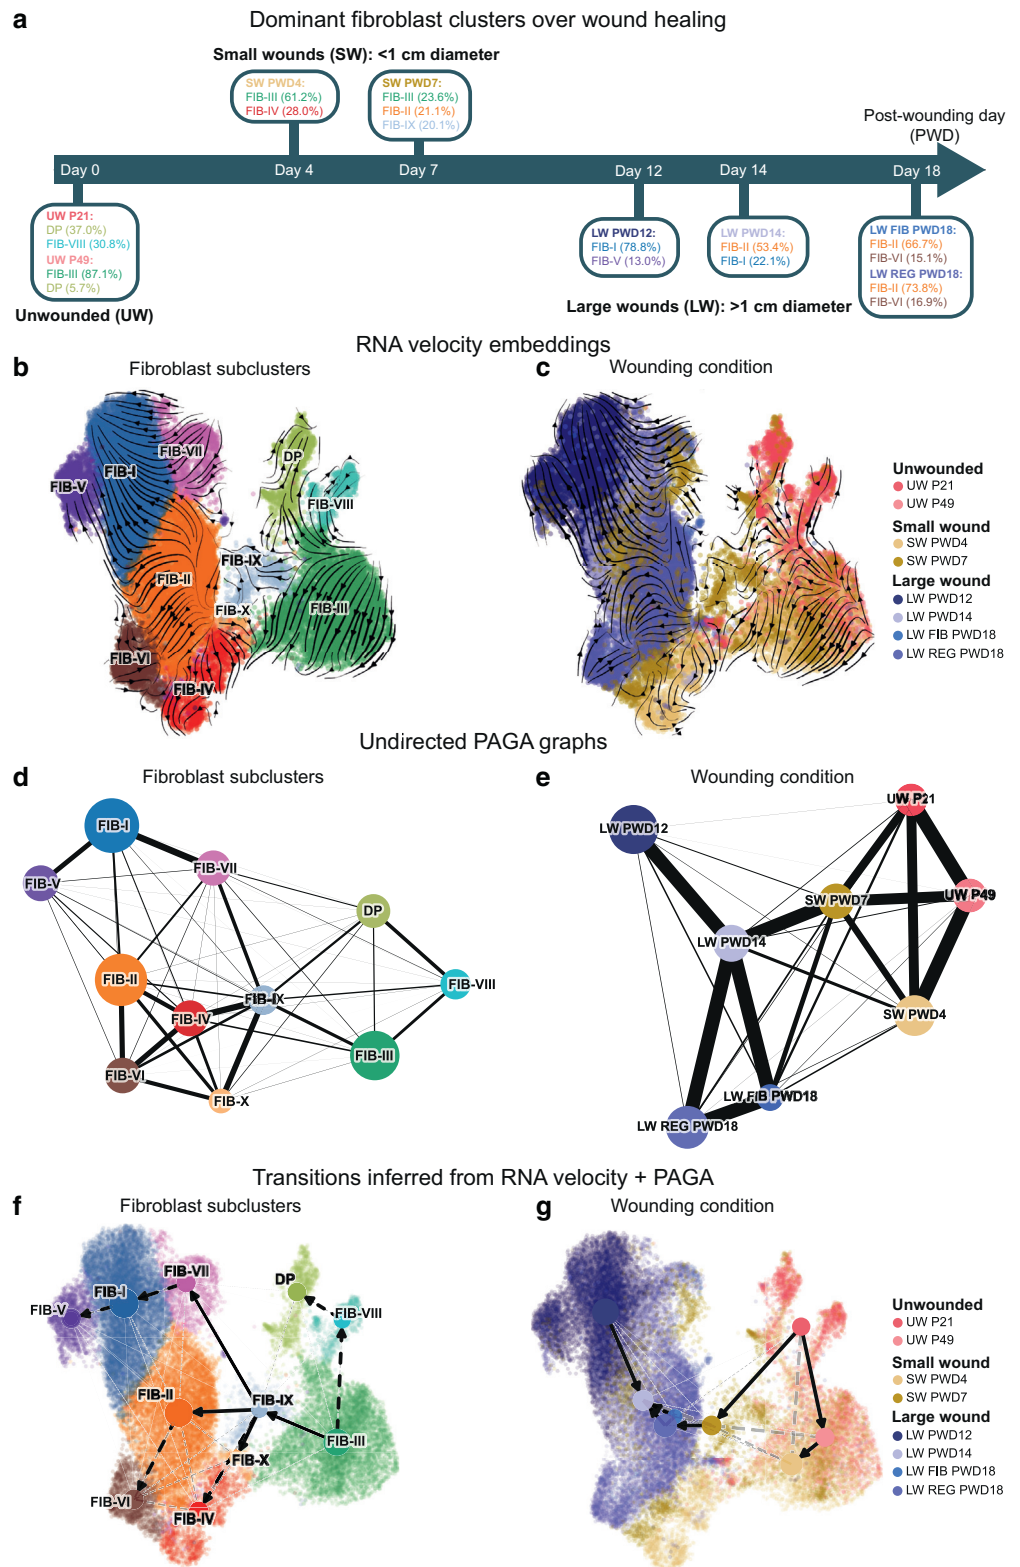 a
Dominant fibroblast clusters over wound healing
Small wounds (SW): <1 cm diameter
SW PWD4:
FIB-III (61.2%)
FIB-IV (28.0%)
SW PWD7:
FIB-III (23.6%)
FIB-II (21.1%)
FIB-IX (20.1%)
Post-wounding day
(PWD)
Day 0
Day 4
Day 7
Day 12
Day 14
Day 18
UW P21:
DP (37.0%)
FIB-VIII (30.8%)
UW P49:
FIB-III (87.1%)
DP (5.7%)
Unwounded (UW)
LW PWD12:
FIB-I (78.8%)
FIB-V (13.0%)
LW PWD14:
FIB-II (53.4%)
FIB-I (22.1%)
LW FIB PWD18:
FIB-II (66.7%)
FIB-VI (15.1%)
LW REG PWD18:
FIB-II (73.8%)
FIB-VI (16.9%)
Large wounds (LW): >1 cm diameter
RNA velocity embeddings
b
Fibroblast subclusters
FIB-VII
FIB-I
FIB-V
DP
FIB-VIII
FIB-IX
FIB-II
FIB-X
FIB-III
FIB-VI
FIB-IV
c
Wounding condition
Unwounded
UW P21
UW P49
Small wound
SW PWD4
SW PWD7
Large wound
LW PWD12
LW PWD14
LW FIB PWD18
LW REG PWD18
Undirected PAGA graphs
d
Fibroblast subclusters
FIB-I
FIB-VII
FIB-V
DP
FIB-II
FIB-VIII
FIB-IX
FIB-IV
FIB-III
FIB-VI
FIB-X
e
Wounding condition
UW P21
LW PWD12
UW P49
SW PWD7
LW PWD14
SW PWD4
LW FIB PWD18
LW REG PWD18
Transitions inferred from RNA velocity + PAGA
f
Fibroblast subclusters
FIB-VII
DP
FIB-I
FIB-V
FIB-VIII
FIB-II
FIB-IX
FIB-III
FIB-X
FIB-VI
FIB-IV
g
Wounding condition
Unwounded
UW P21
UW P49
Small wound
SW PWD4
SW PWD7
Large wound
LW PWD12
LW PWD14
LW FIB PWD18
LW REG PWD18